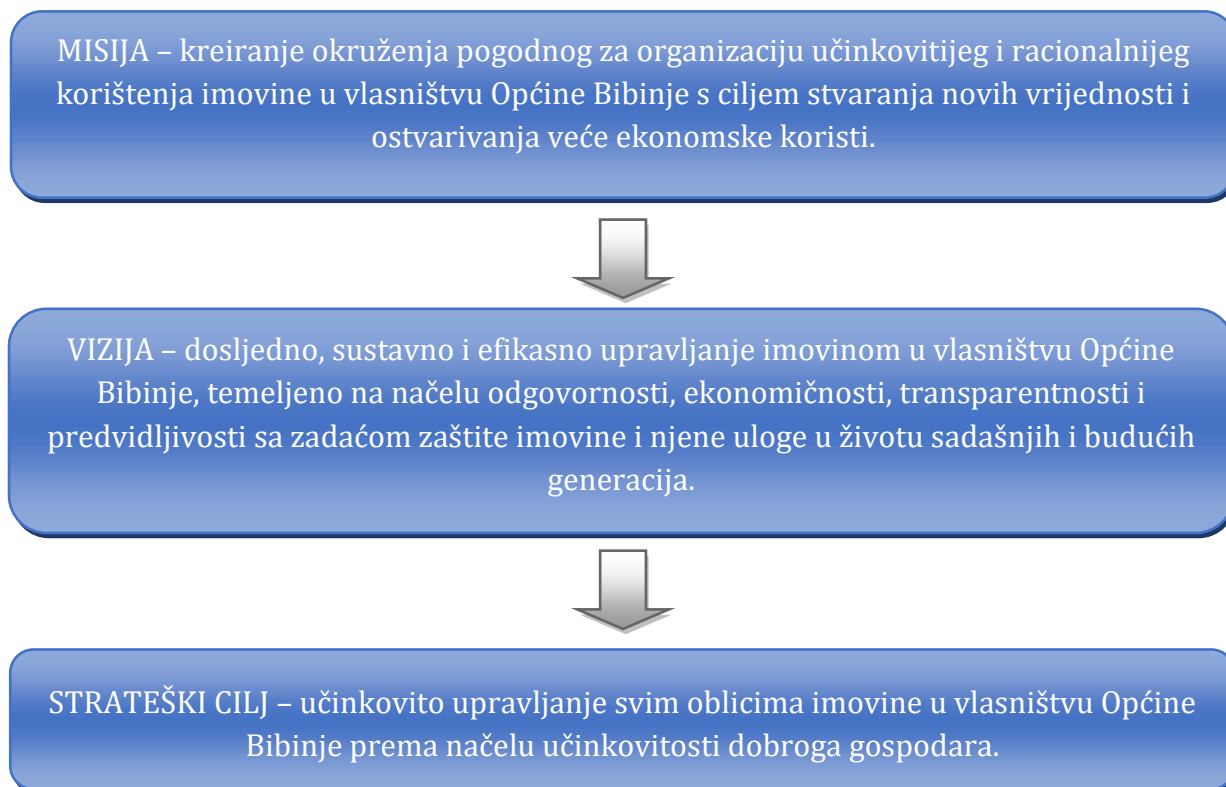 MISIJA – kreiranje okruženja pogodnog za organizaciju učinkovitijeg i racionalnijeg
korištenja imovine u vlasništvu Općine Bibinje s ciljem stvaranja novih vrijednosti i
ostvarivanja veće ekonomske koristi.
VIZIJA – dosljedno, sustavno i efikasno upravljanje imovinom u vlasništvu Općine
Bibinje, temeljeno na načelu odgovornosti, ekonomičnosti, transparentnosti i
predvidljivosti sa zadaćom zaštite imovine i njene uloge u životu sadašnjih i budućih
generacija.
STRATEŠKI CILJ – učinkovito upravljanje svim oblicima imovine u vlasništvu Općine
Bibinje prema načelu učinkovitosti dobroga gospodara.